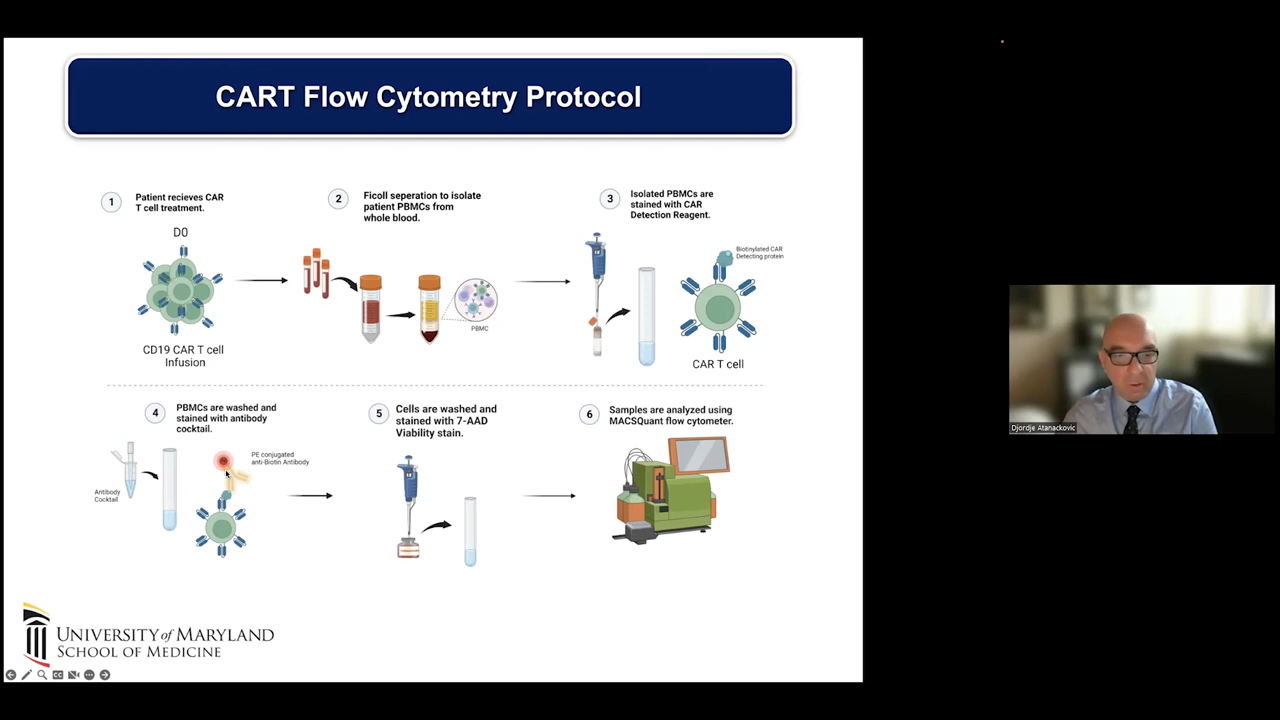 CART Flow Cytometry Protocol
1
Patient recieves CAR
T cell treatment.
D0
CD19 CAR T cell
Infusion
2
Ficoll seperation to isolate
patient PBMCs from
whole blood.
PBMC
3
Isolated PBMCs are
stained with CAR
Detection Reagent.
Biotinylated CAR
Detecting protein
CAR T cell
4
PBMCs are washed and
stained with antibody
cocktail.
Antibody
Cocktail
PE conjugated
anti-Biotin Antibody
5
Cells are washed and
stained with 7-AAD
Viability stain.
6
Samples are analyzed using
MACSQuant flow cytometer.
UNIVERSITY of MARYLAND
SCHOOL OF MEDICINE
CC
Djordje Atanackovic